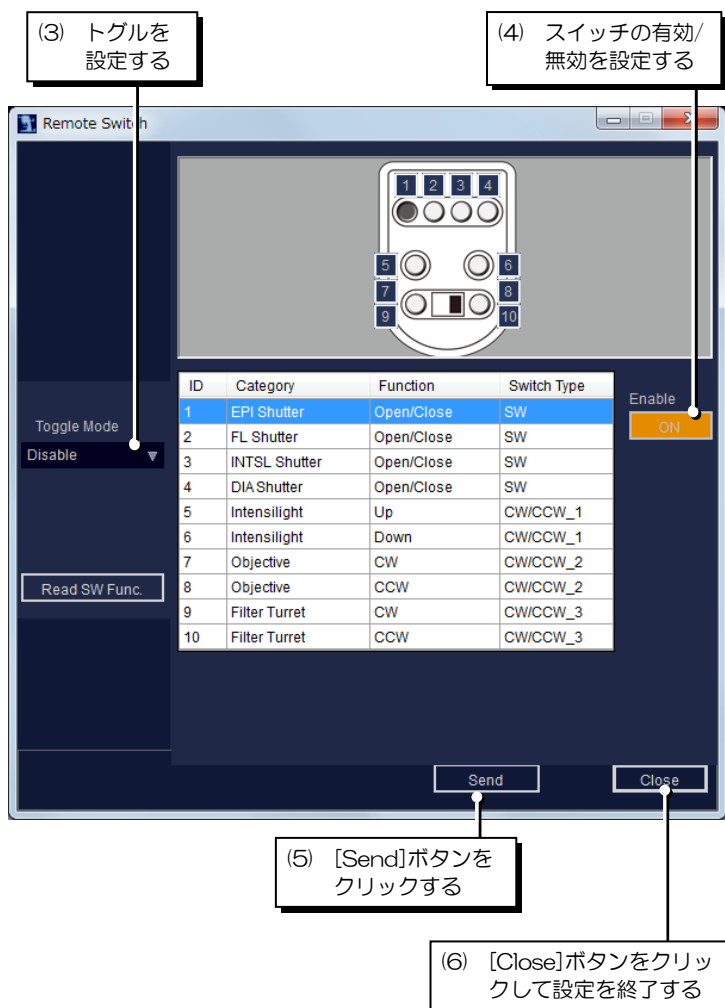 (3) トグルを
設定する
(4) スイッチの有効/
無効を設定する
Remote Switch
1 2 3 4
5 6
7 8
9 10
ID Category Function Switch Type
1 EPI Shutter Open/Close SW
2 FL Shutter Open/Close SW
3 INTSL Shutter Open/Close SW
4 DIA Shutter Open/Close SW
5 Intensilight Up CW/CCW_1
6 Intensilight Down CW/CCW_1
7 Objective CW CW/CCW_2
8 Objective CCW CW/CCW_2
9 Filter Turret CW CW/CCW_3
10 Filter Turret CCW CW/CCW_3
Enable
ON
Toggle Mode
Disable
Read SW Func.
Send
Close
(5) [Send]ボタンを
クリックする
(6) [Close]ボタンをクリッ
クして設定を終了する